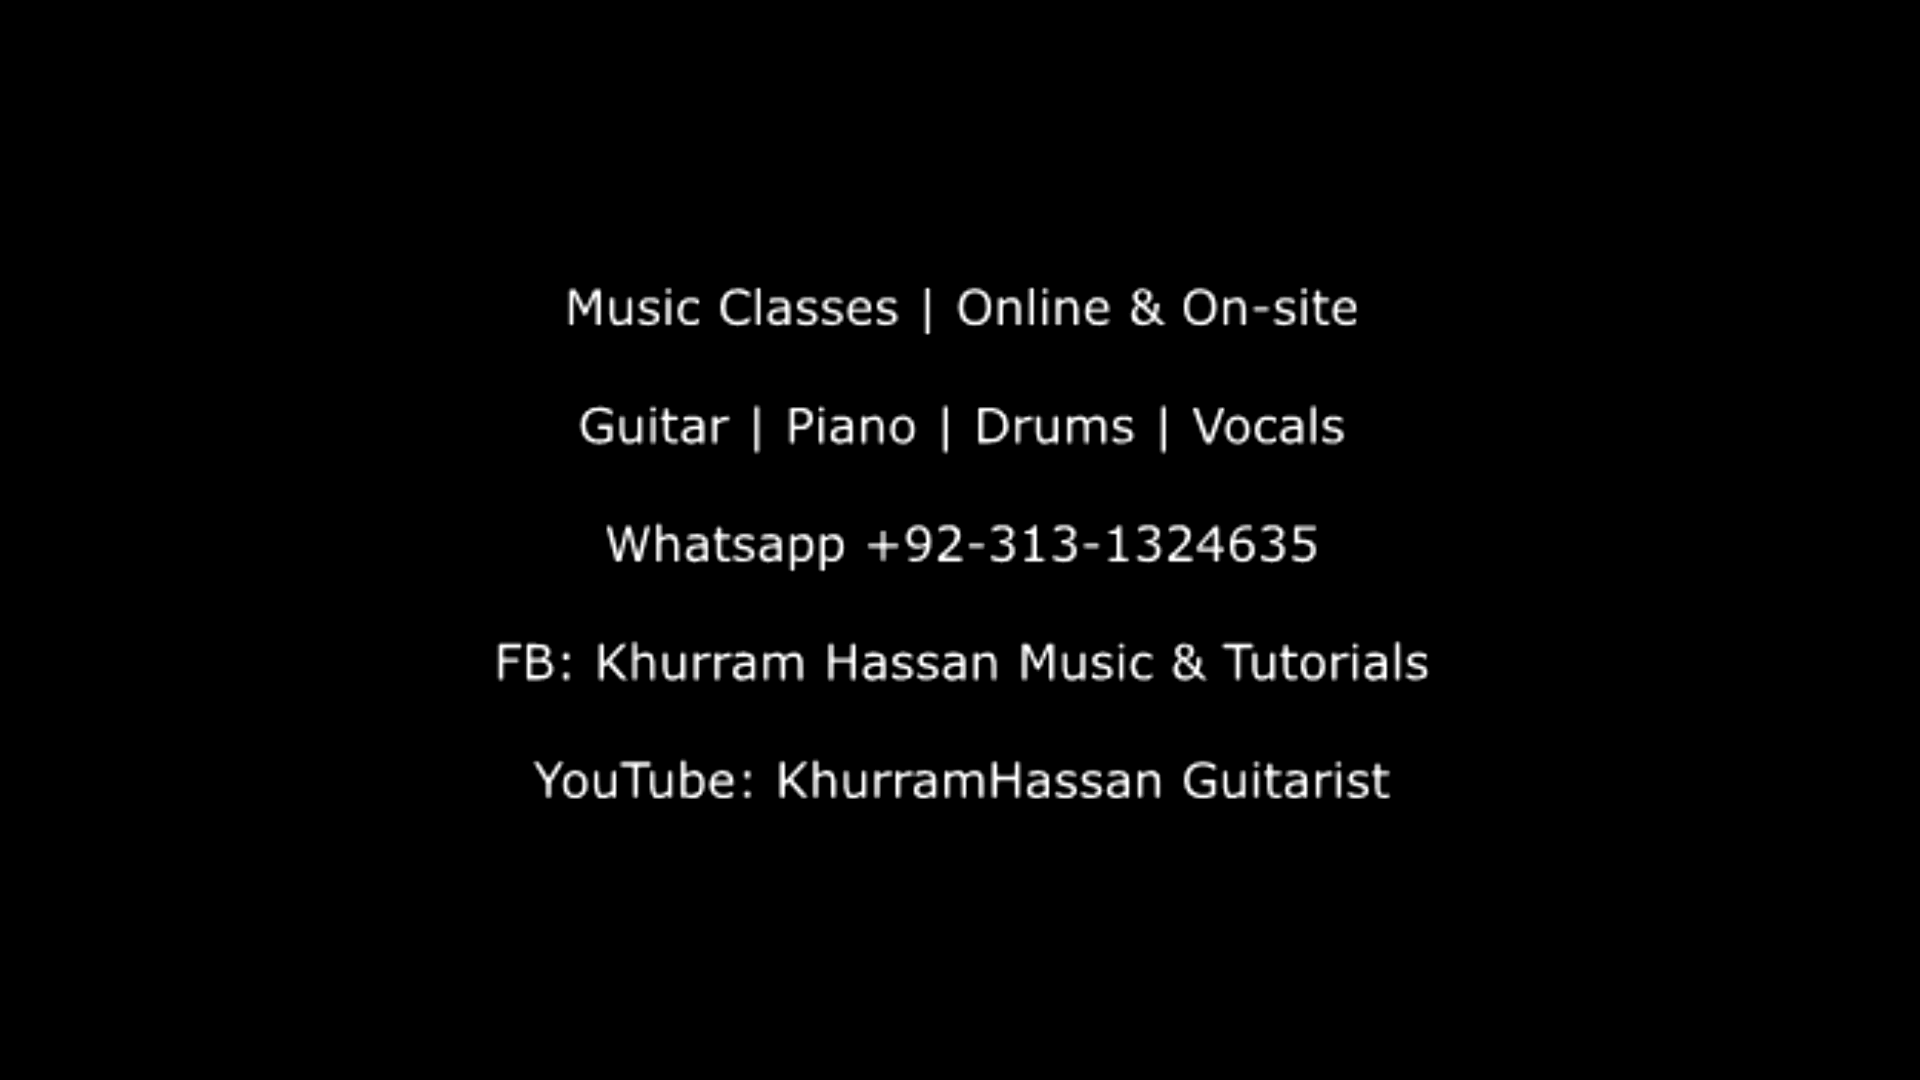 Music Classes | Online & On-site
Guitar | Piano | Drums | Vocals
Whatsapp +92-313-1324635
FB: Khurram Hassan Music & Tutorials
YouTube: KhurramHassan Guitarist